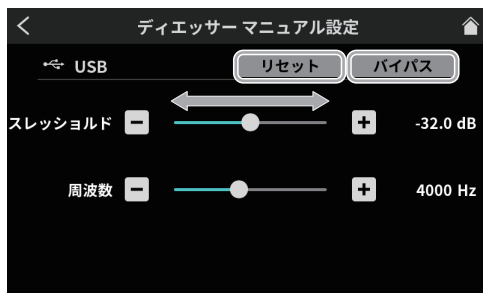 ディエッサー マニュアル設定
USB リセット バイパス
スレッショルド - + -32.0 dB
周波数 - + 4000 Hz